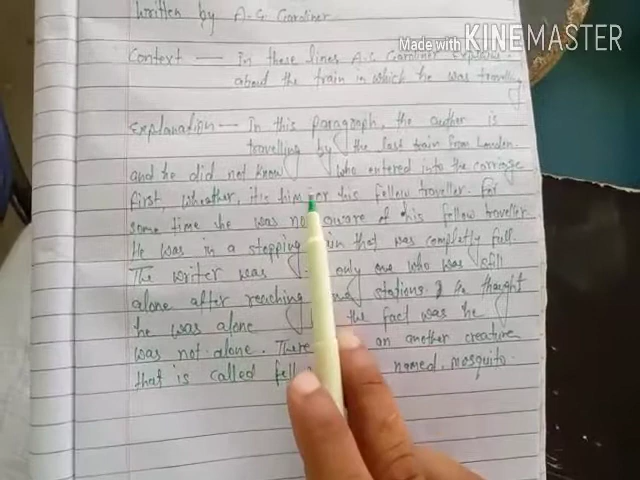 Written by A.G Gardiner
Made with KINEMASTER
Context — In these lines A.G Gardiner explains
about the train in which he was travelling
Explanation — In this paragraph, the author is
travelling by the last train from London.
and he did not know who entered into the carriage
first, wheather, it is him or his fellow traveller. For
some time he was not aware of his fellow traveller
He was in a stopping train that was completly full.
The writer was only one who was left
alone after reaching stations. He thought
he was alone the fact was he
was not alone. There an another creature
that is called named. mosquito.